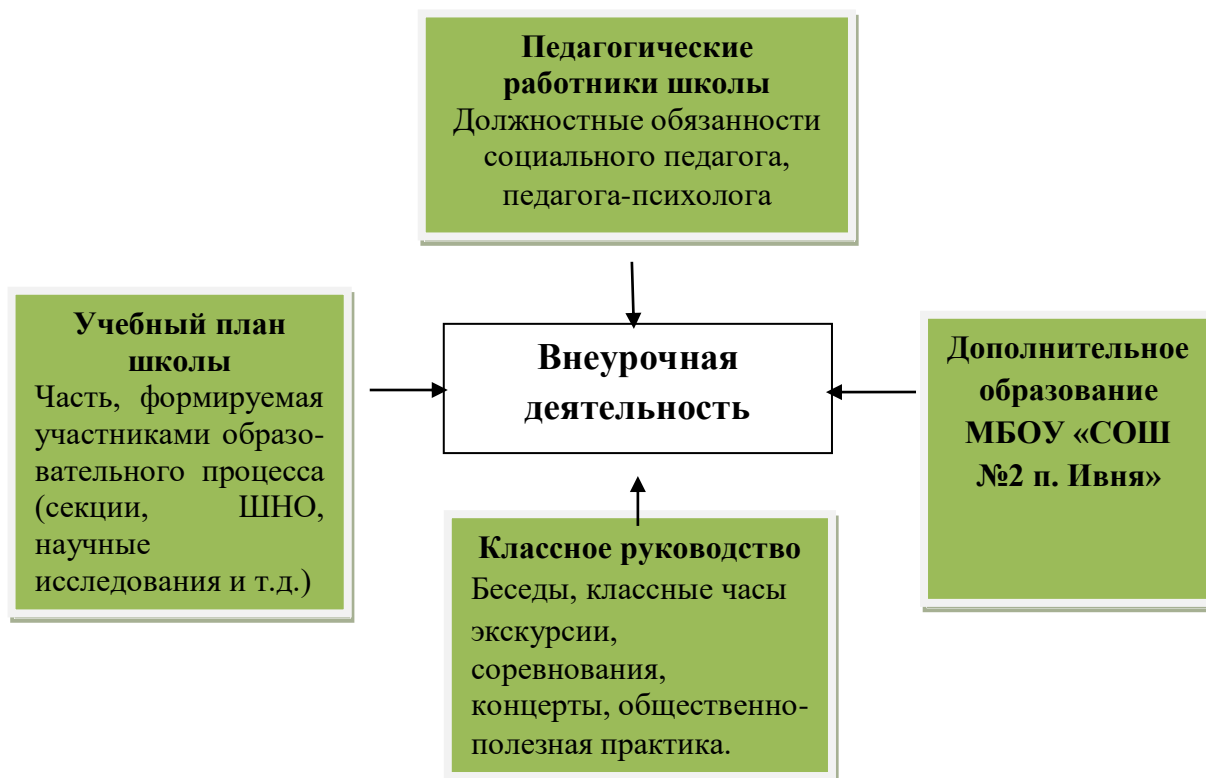 Педагогические
работники школы
Должностные обязанности
социального педагога,
педагога-психолога
Учебный план
школы
Часть, формируемая
участниками образо-
вательного процесса
(секции, ШНО,
научные
исследования и т.д.)
Внеурочная
деятельность
Дополнительное
образование
МБОУ «СОШ
№2 п. Ивня»
Классное руководство
Беседы, классные часы
экскурсии,
соревнования,
концерты, общественно-
полезная практика.